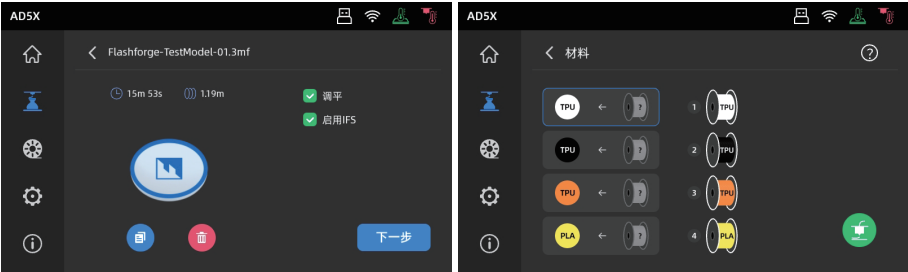 AD5X
Flashforge-TestModel-01.3mf
15m 53s
1.19m
调平
启用IFS
下一步
AD5X
材料
?
TPU ← ? 1 TPU
TPU ← ? 2 TPU
TPU ← ? 3 TPU
PLA ← ? 4 PLA